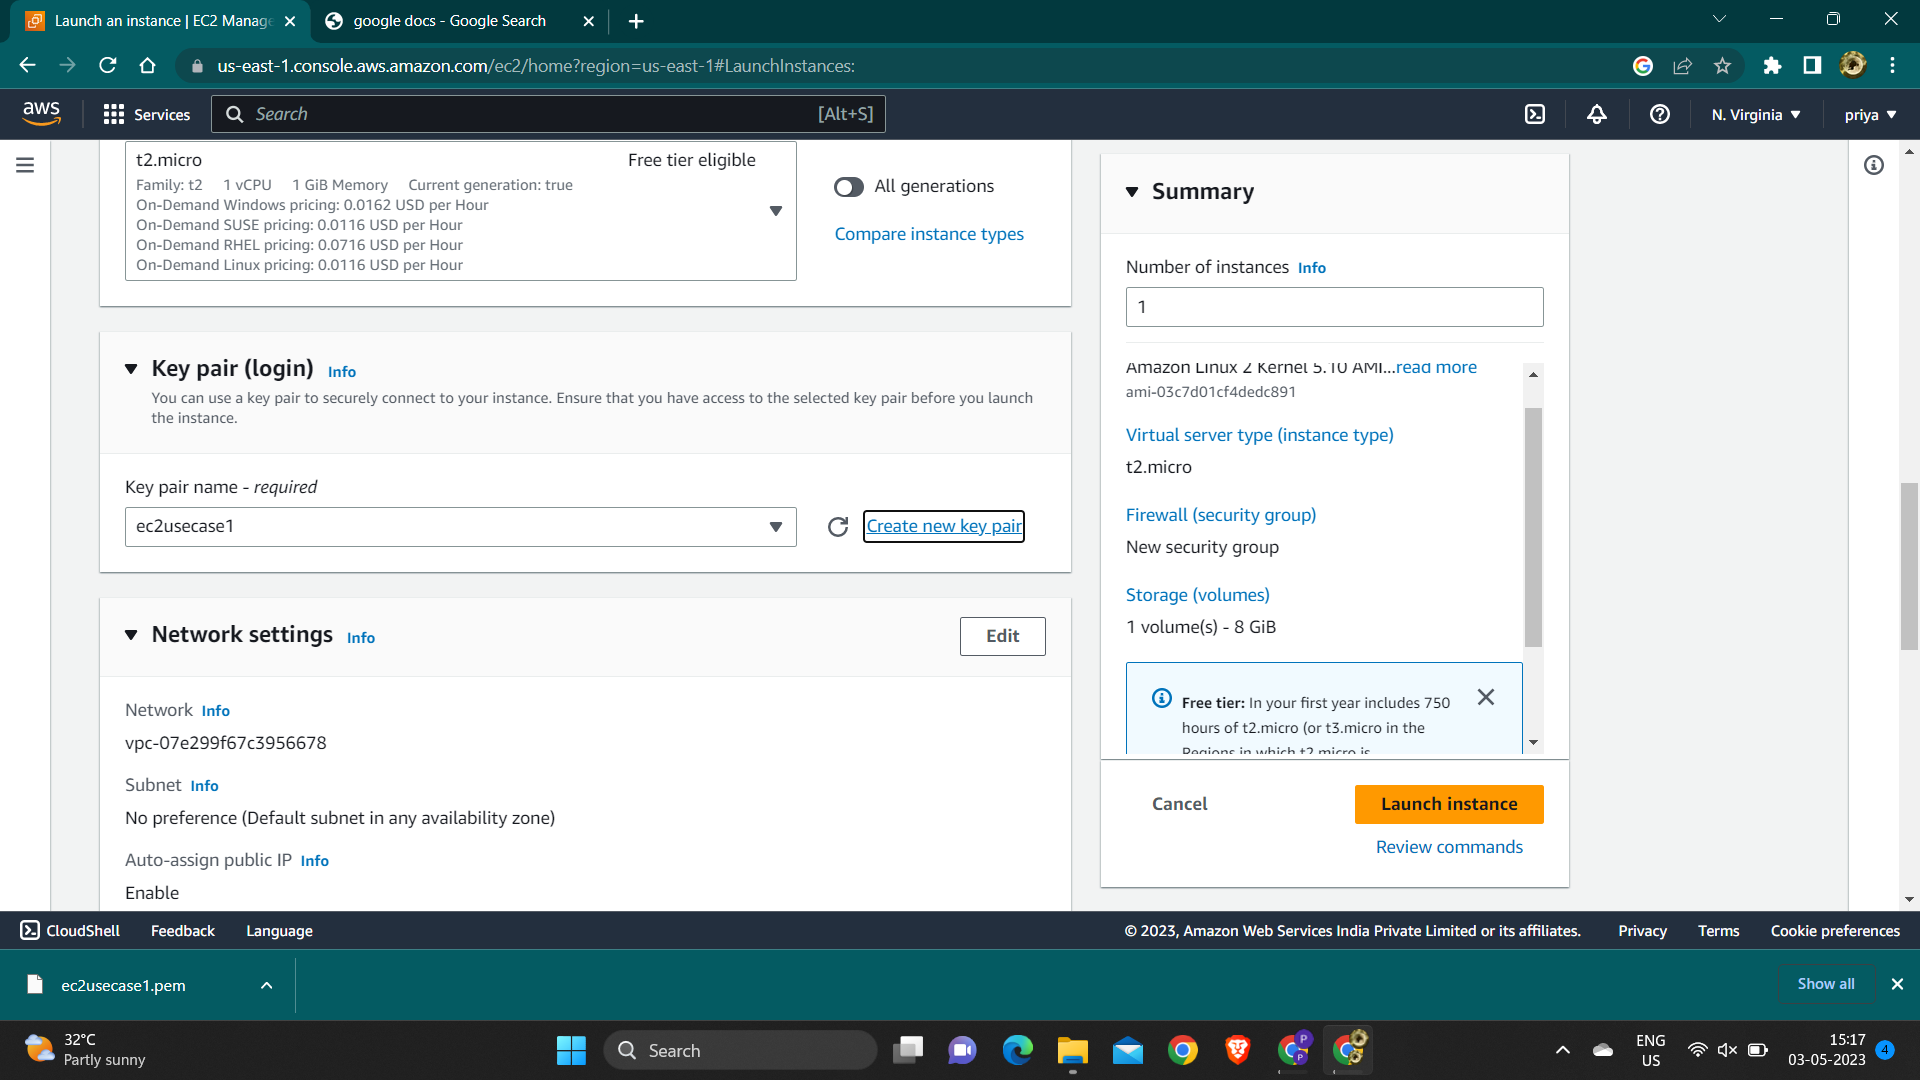 Launch an instance | EC2 Manage
google docs - Google Search
us-east-1.console.aws.amazon.com/ec2/home?region=us-east-1#LaunchInstances:
aws
Services
Search
[Alt+S]
N. Virginia
priya
t2.micro
Free tier eligible
Family: t2 1 vCPU 1 GiB Memory Current generation: true
On-Demand Windows pricing: 0.0162 USD per Hour
On-Demand SUSE pricing: 0.0116 USD per Hour
On-Demand RHEL pricing: 0.0716 USD per Hour
On-Demand Linux pricing: 0.0116 USD per Hour
All generations
Compare instance types
Key pair (login) Info
You can use a key pair to securely connect to your instance. Ensure that you have access to the selected key pair before you launch
the instance.
Key pair name - required
ec2usecase1
Create new key pair
Network settings Info
Edit
Network Info
vpc-07e299f67c3956678
Subnet Info
No preference (Default subnet in any availability zone)
Auto-assign public IP Info
Enable
Summary
Number of instances Info
1
Amazon Linux 2 Kernel 5.10 AMI...read more
ami-03c7d01cf4dedc891
Virtual server type (instance type)
t2.micro
Firewall (security group)
New security group
Storage (volumes)
1 volume(s) - 8 GiB
Free tier: In your first year includes 750
hours of t2.micro (or t3.micro in the
Regions in which t2.micro is
Cancel
Launch instance
Review commands
CloudShell
Feedback
Language
© 2023, Amazon Web Services India Private Limited or its affiliates.
Privacy
Terms
Cookie preferences
ec2usecase1.pem
Show all
32°C
Partly sunny
Search
P
P
ENG
US
15:17
03-05-2023
4